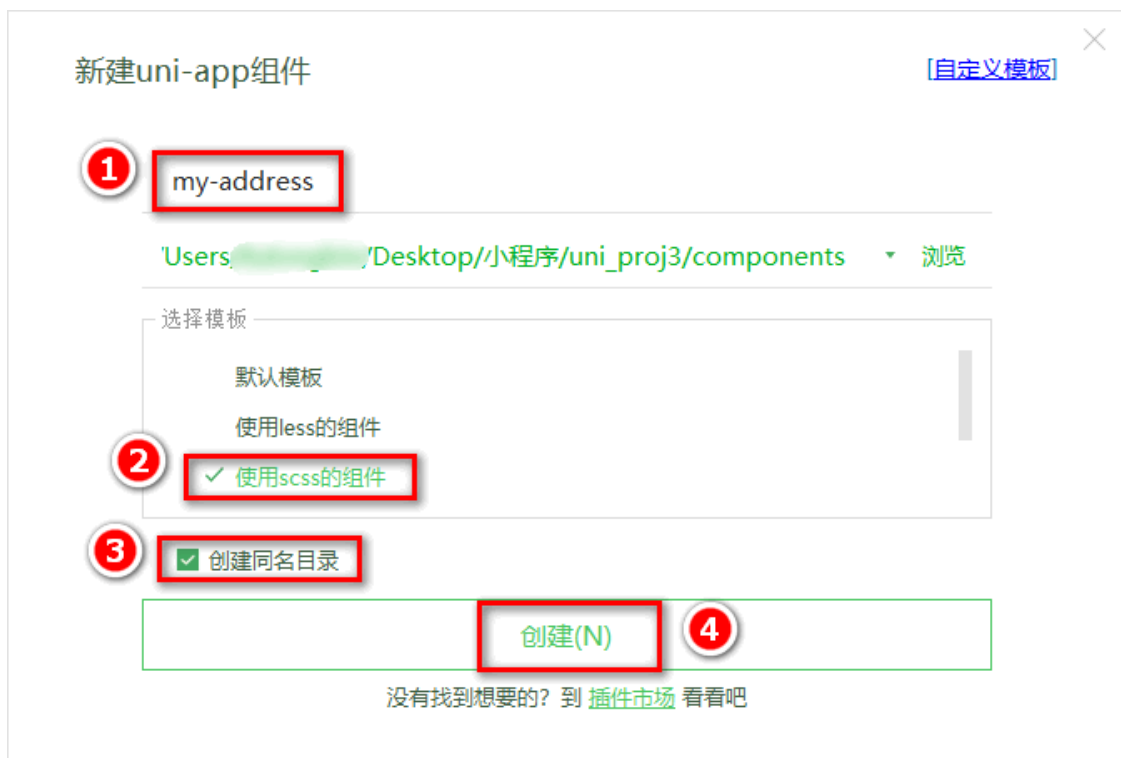 新建uni-app组件
[自定义模板]
1
my-address
/Users/ /Desktop/小程序/uni_proj3/components
浏览
选择模板
默认模板
使用less的组件
2
使用scss的组件
3
创建同名目录
创建(N)
4
没有找到想要的？到 插件市场 看看吧